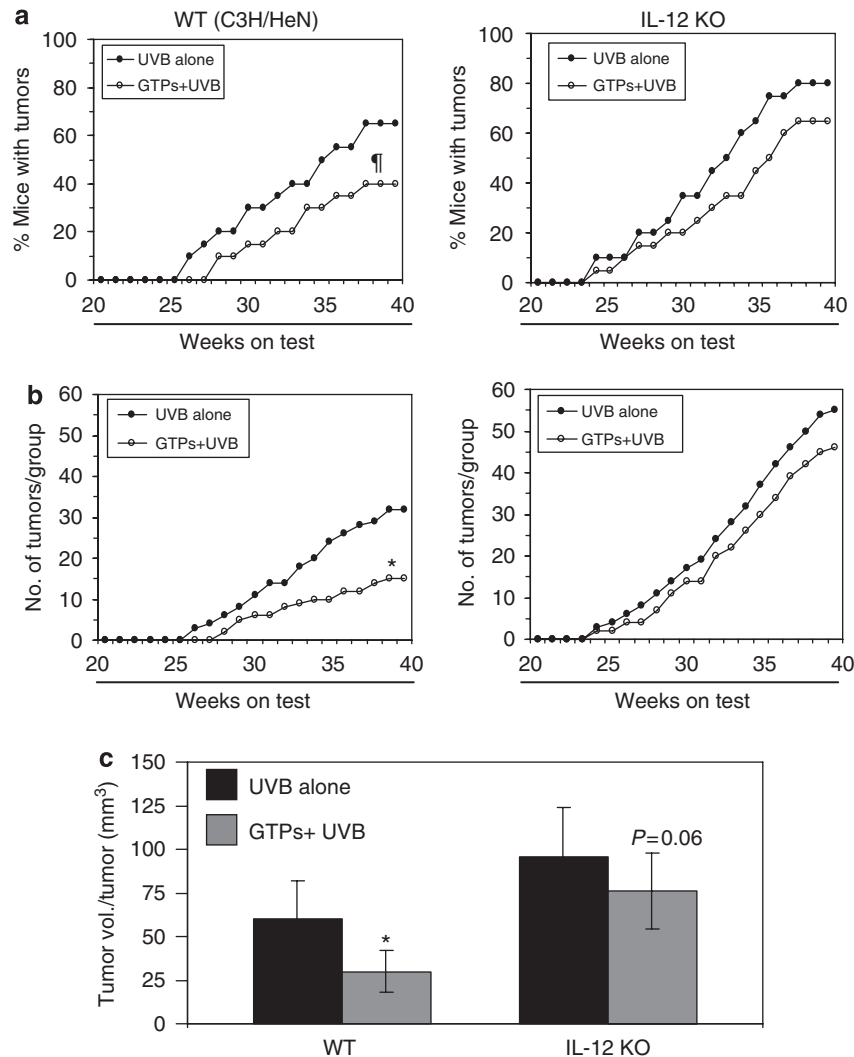 a
WT (C3H/HeN)
IL-12 KO
% Mice with tumors
100
80
60
40
20
0
UVB alone
GTPs+UVB
¶
20 25 30 35 40
Weeks on test
% Mice with tumors
100
80
60
40
20
0
UVB alone
GTPs+UVB
20 25 30 35 40
Weeks on test
b
No. of tumors/group
60
50
40
30
20
10
0
UVB alone
GTPs+UVB
*
20 25 30 35 40
Weeks on test
No. of tumors/group
60
50
40
30
20
10
0
UVB alone
GTPs+UVB
20 25 30 35 40
Weeks on test
c
Tumor vol./tumor (mm³)
150
125
100
75
50
25
0
UVB alone
GTPs+ UVB
*
P=0.06
WT IL-12 KO